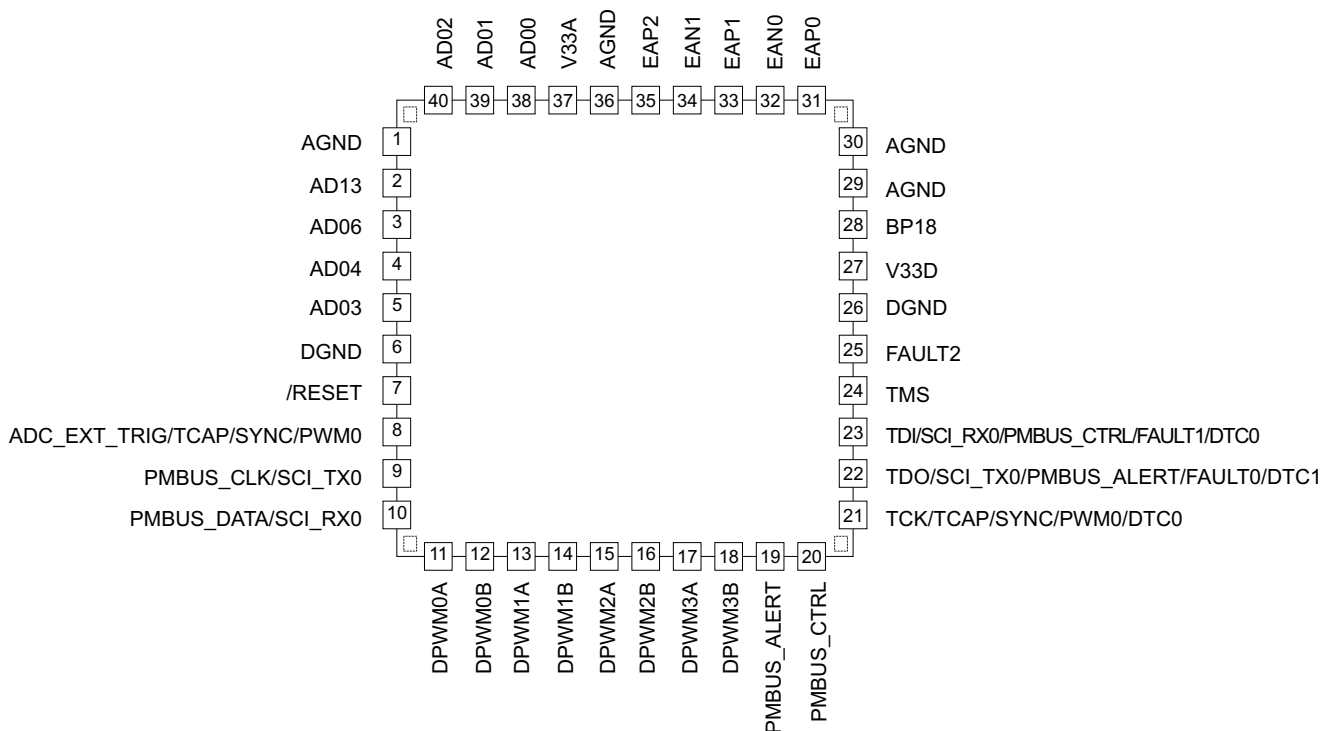 AD02
AD01
AD00
V33A
AGND
EAP2
EAN1
EAP1
EAN0
EAP0
40
39
38
37
36
35
34
33
32
31
AGND 1
AD13 2
AD06 3
AD04 4
AD03 5
DGND 6
/RESET 7
ADC_EXT_TRIG/TCAP/SYNC/PWM0 8
PMBUS_CLK/SCI_TX0 9
PMBUS_DATA/SCI_RX0 10
30 AGND
29 AGND
28 BP18
27 V33D
26 DGND
25 FAULT2
24 TMS
23 TDI/SCI_RX0/PMBUS_CTRL/FAULT1/DTC0
22 TDO/SCI_TX0/PMBUS_ALERT/FAULT0/DTC1
21 TCK/TCAP/SYNC/PWM0/DTC0
11
12
13
14
15
16
17
18
19
20
DPWM0A
DPWM0B
DPWM1A
DPWM1B
DPWM2A
DPWM2B
DPWM3A
DPWM3B
PMBUS_ALERT
PMBUS_CTRL